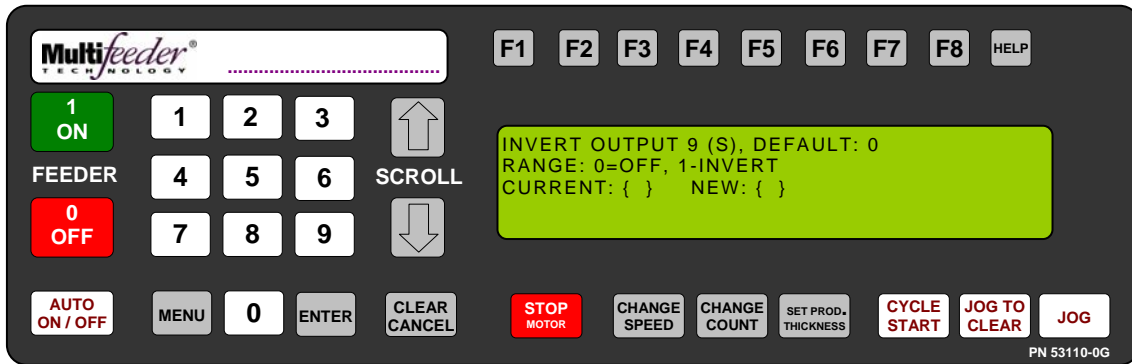 Multifeeder®
TECHNOLOGY
F1 F2 F3 F4 F5 F6 F7 F8 HELP
1
ON
FEEDER
0
OFF
1 2 3
4 5 6
7 8 9
SCROLL
INVERT OUTPUT 9 (S), DEFAULT: 0
RANGE: 0=OFF, 1-INVERT
CURRENT: { } NEW: { }
AUTO
ON / OFF
MENU
0
ENTER
CLEAR
CANCEL
STOP
MOTOR
CHANGE
SPEED
CHANGE
COUNT
SET PROD.
THICKNESS
CYCLE
START
JOG TO
CLEAR
JOG
PN 53110-0G